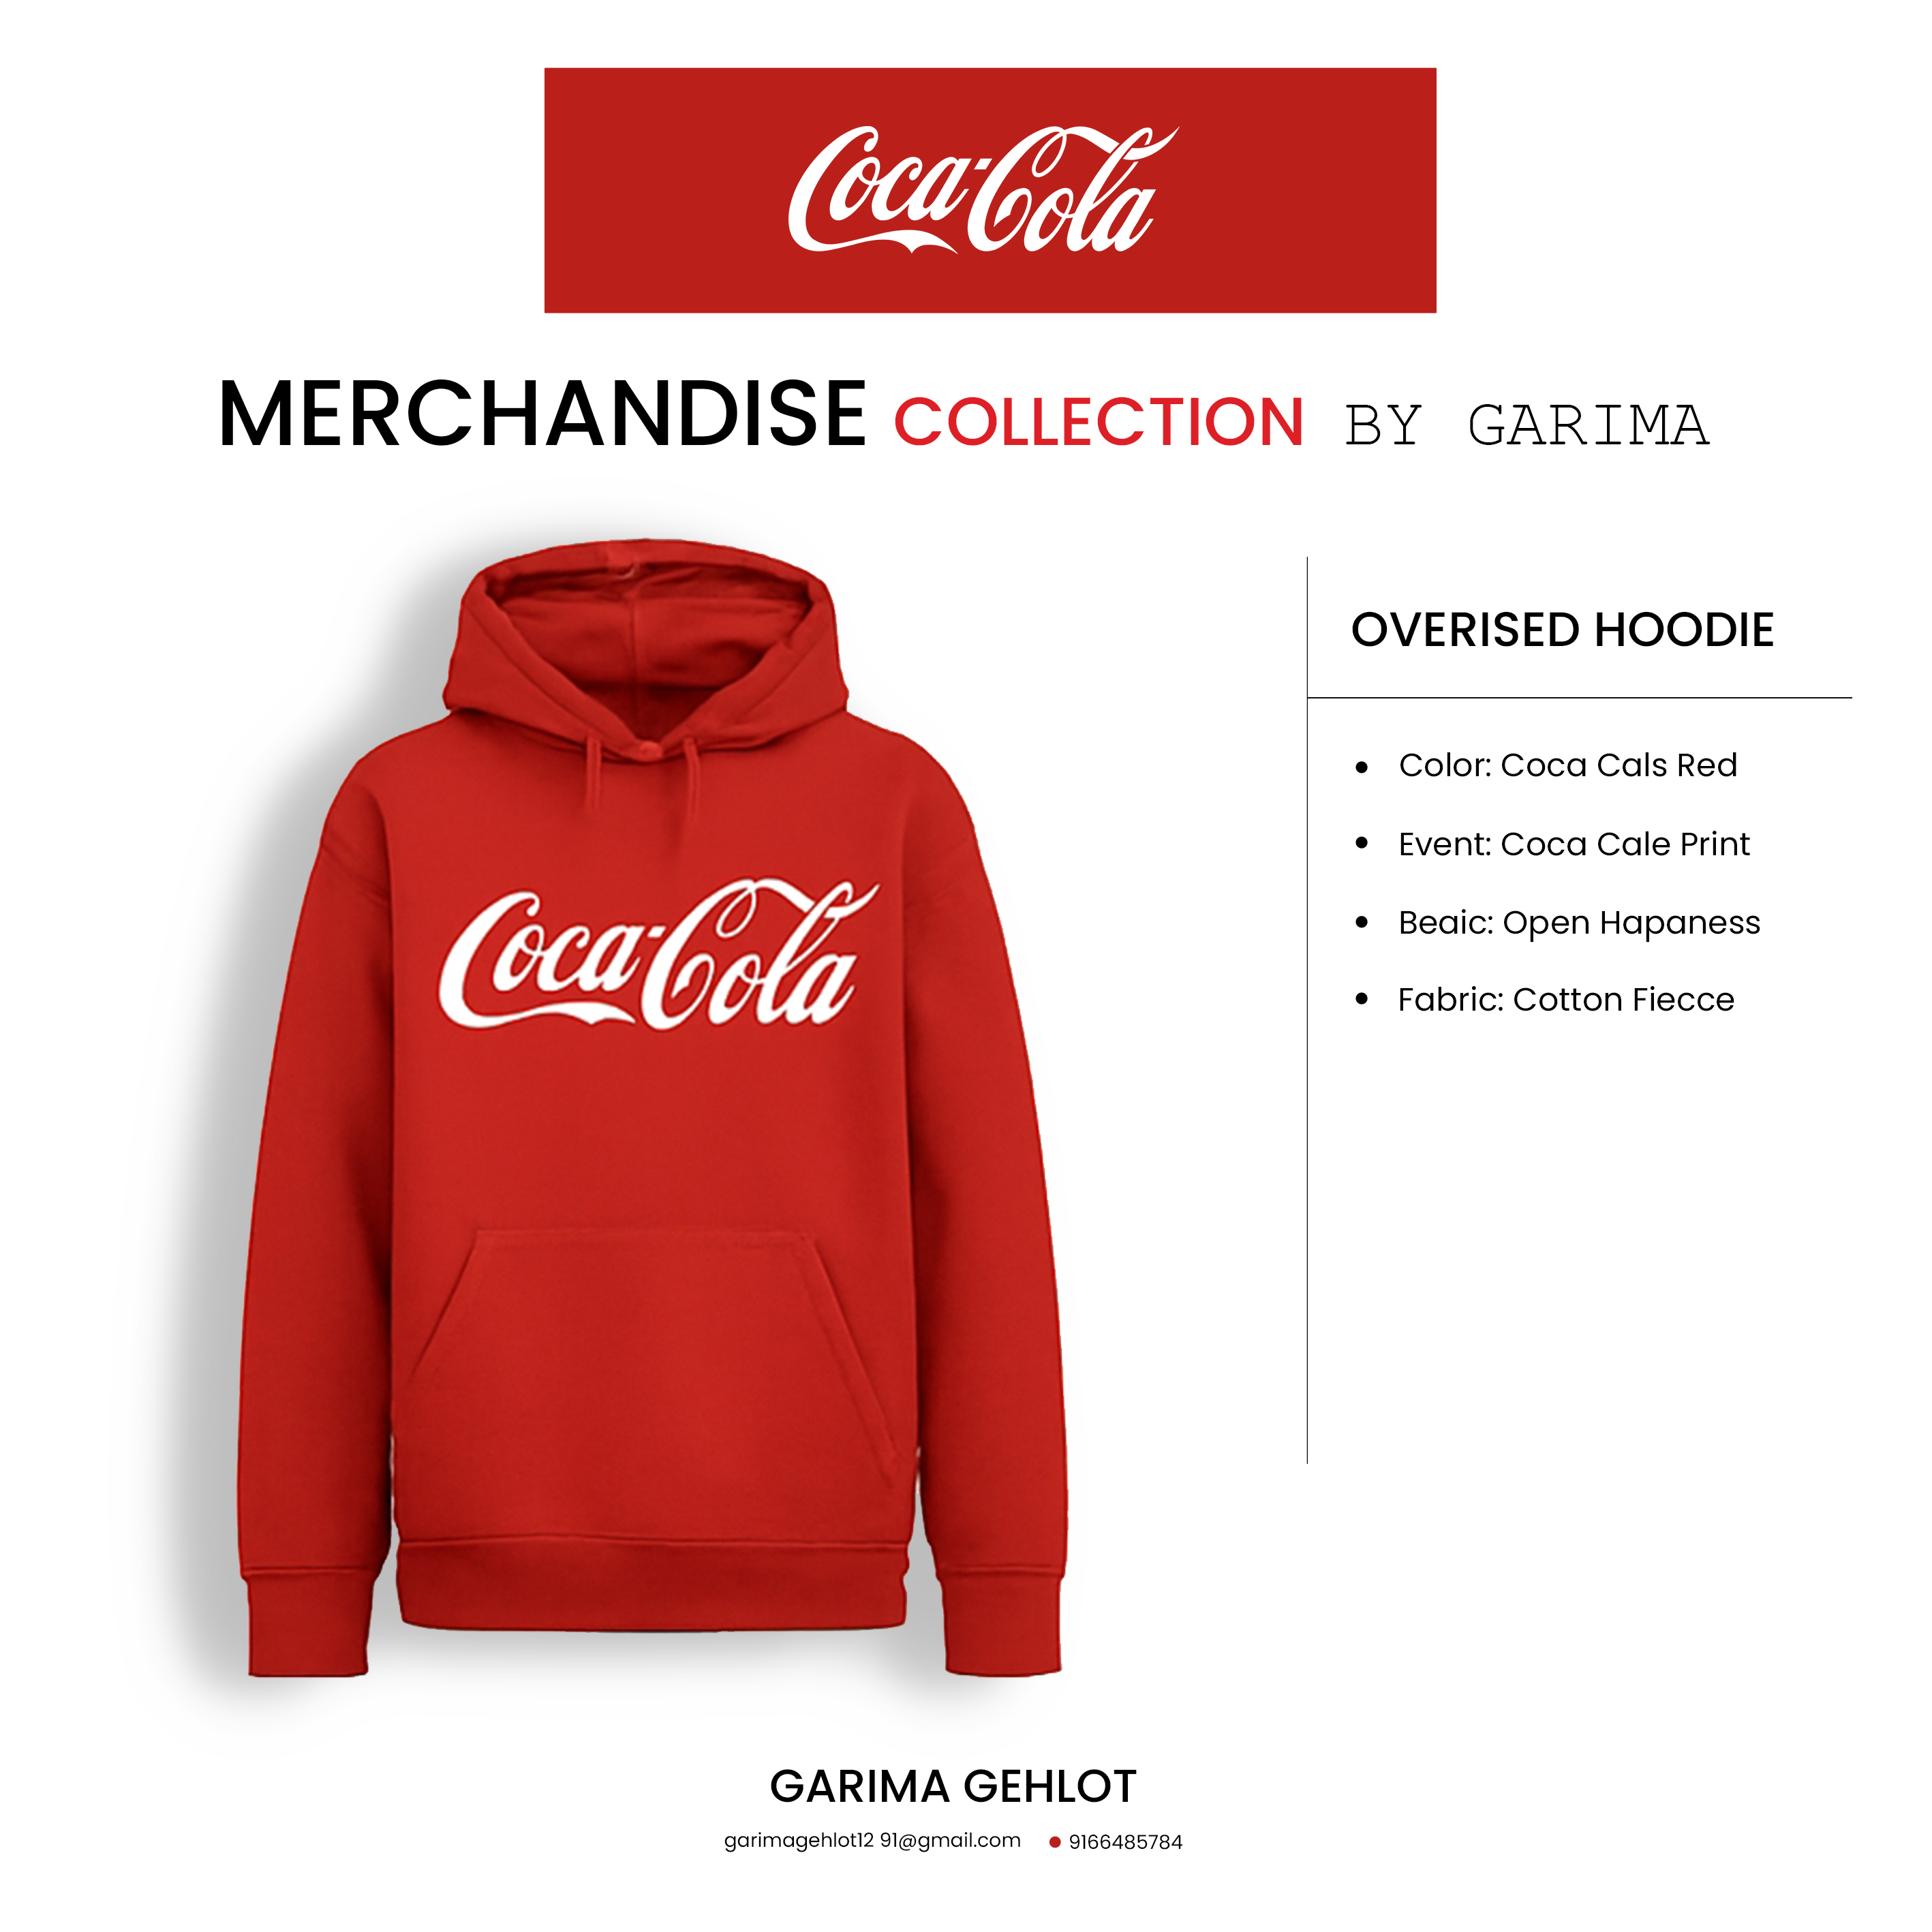 Coca-Cola
MERCHANDISE COLLECTION BY GARIMA
OVERISED HOODIE
Color: Coca Cals Red
Event: Coca Cale Print
Beaic: Open Hapaness
Fabric: Cotton Fiecce
Coca-Cola
GARIMA GEHLOT
garimagehlot12 91@gmail.com • 9166485784